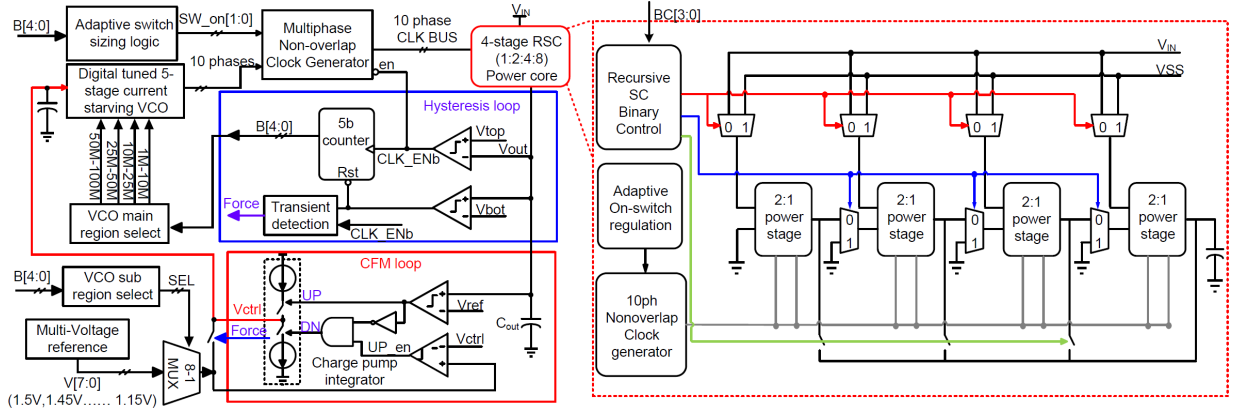 B[4:0]
Adaptive switch
sizing logic
SW_on[1:0]
Multiphase
Non-overlap
Clock Generator
en
10 phase
CLK BUS
VIN
4-stage RSC
(1:2:4:8)
Power core
Digital tuned 5-
stage current
starving VCO
10 phases
50M-100M
25M-50M
10M-25M
1M-10M
VCO main
region select
Hysteresis loop
B[4:0]
5b
counter
Rst
CLK_ENb
Vtop
Vout
Vbot
Force
Transient
detection
CLK_ENb
B[4:0]
VCO sub
region select
SEL
Multi-Voltage
reference
V[7:0]
(1.5V,1.45V...... 1.15V)
8-1
MUX
CFM loop
Vctrl
Force
UP
DN
UP_en
Vref
Vctrl
Charge pump
integrator
Cout
BC[3:0]
Recursive
SC
Binary
Control
Adaptive
On-switch
regulation
10ph
Nonoverlap
Clock
generator
VIN
VSS
0 1
0 1
0 1
0 1
2:1
power
stage
0
1
2:1
power
stage
0
1
2:1
power
stage
0
1
2:1
power
stage